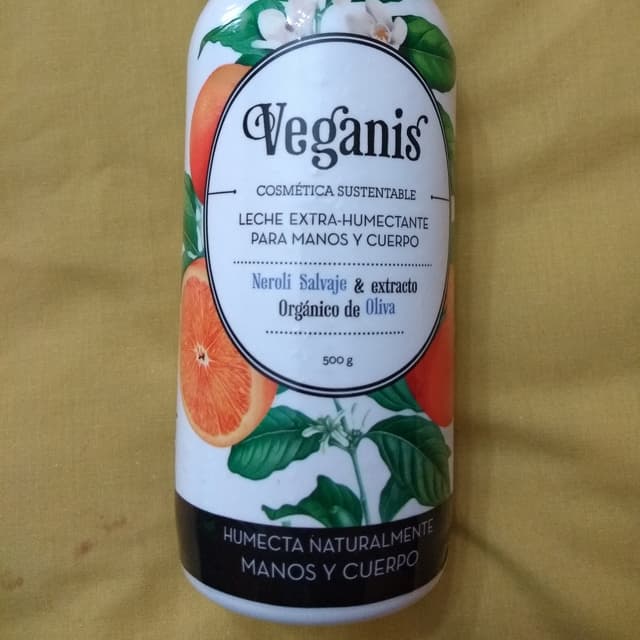 Veganis
COSMÉTICA SUSTENTABLE
LECHE EXTRA-HUMECTANTE
PARA MANOS Y CUERPO
Neroli Salvaje & extracto
Orgánico de Oliva
500 g
HUMECTA NATURALMENTE
MANOS Y CUERPO